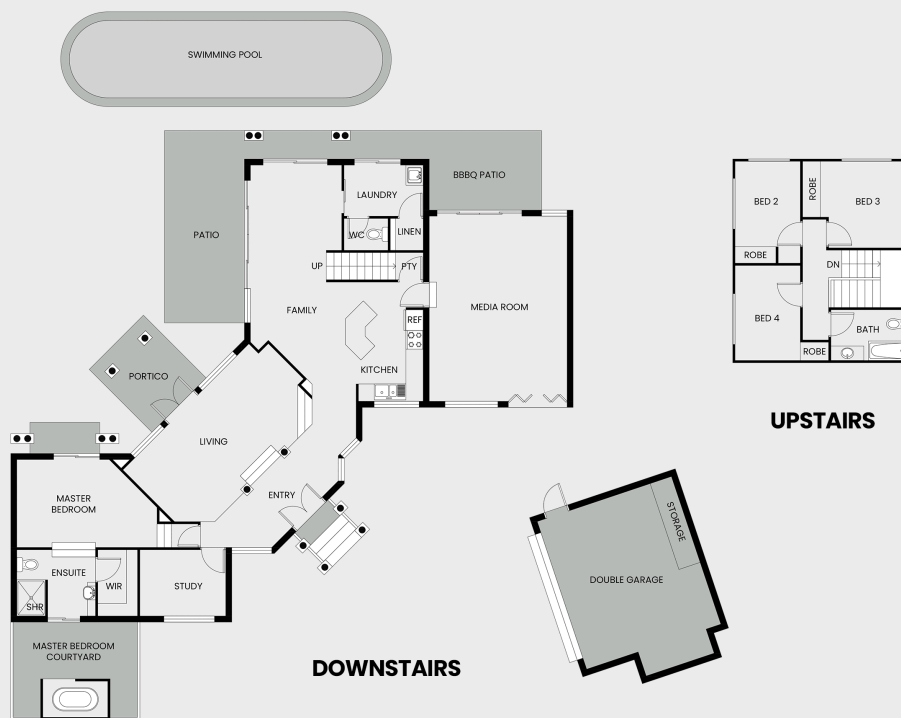 SWIMMING POOL
BBBQ PATIO
LAUNDRY
WC
LINEN
PATIO
UP
PTY
FAMILY
MEDIA ROOM
REF
KITCHEN
PORTICO
LIVING
ENTRY
MASTER
BEDROOM
ENSUITE
WIR
STUDY
SHR
MASTER BEDROOM
COURTYARD
DOWNSTAIRS
BED 2
ROBE
BED 3
ROBE
DN
BED 4
BATH
ROBE
UPSTAIRS
STORAGE
DOUBLE GARAGE